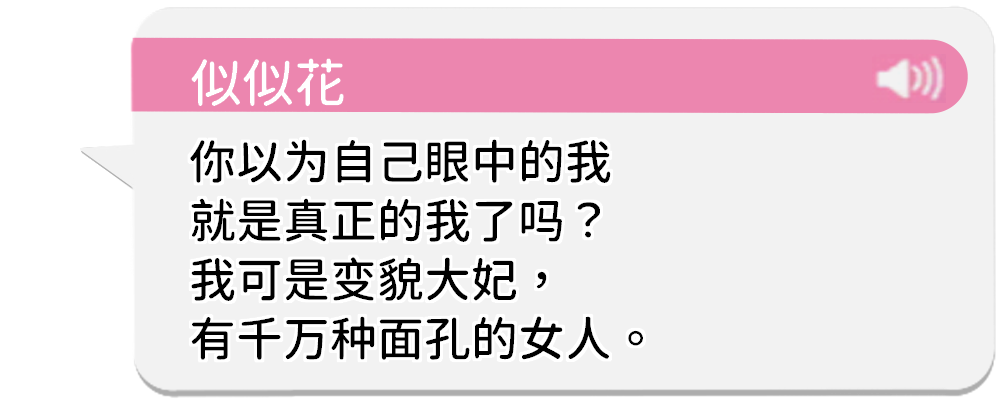 似似花
你以为自己眼中的我
就是真正的我了吗？
我可是变貌大妃，
有千万种面孔的女人。